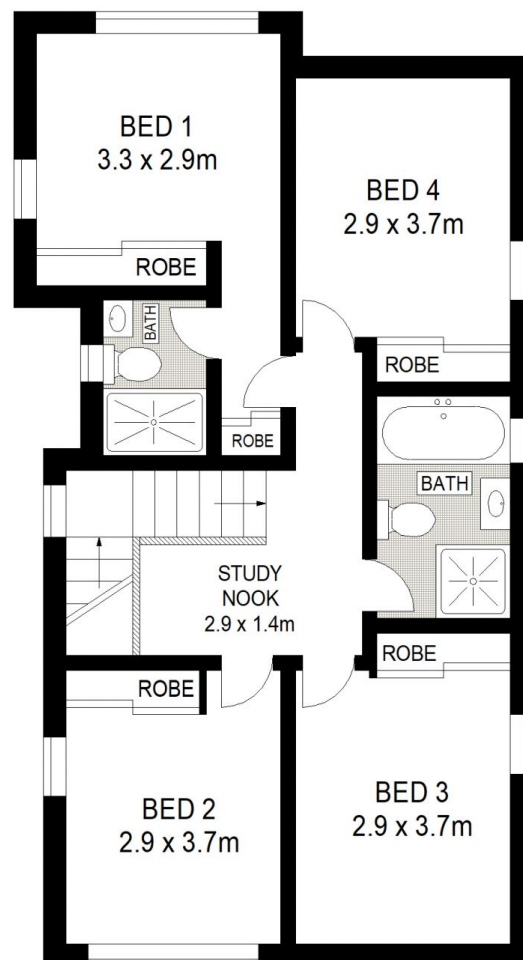 BED 1
3.3 x 2.9m
BED 4
2.9 x 3.7m
ROBE
BATH
ROBE
ROBE
BATH
STUDY
NOOK
2.9 x 1.4m
ROBE
ROBE
BED 2
2.9 x 3.7m
BED 3
2.9 x 3.7m